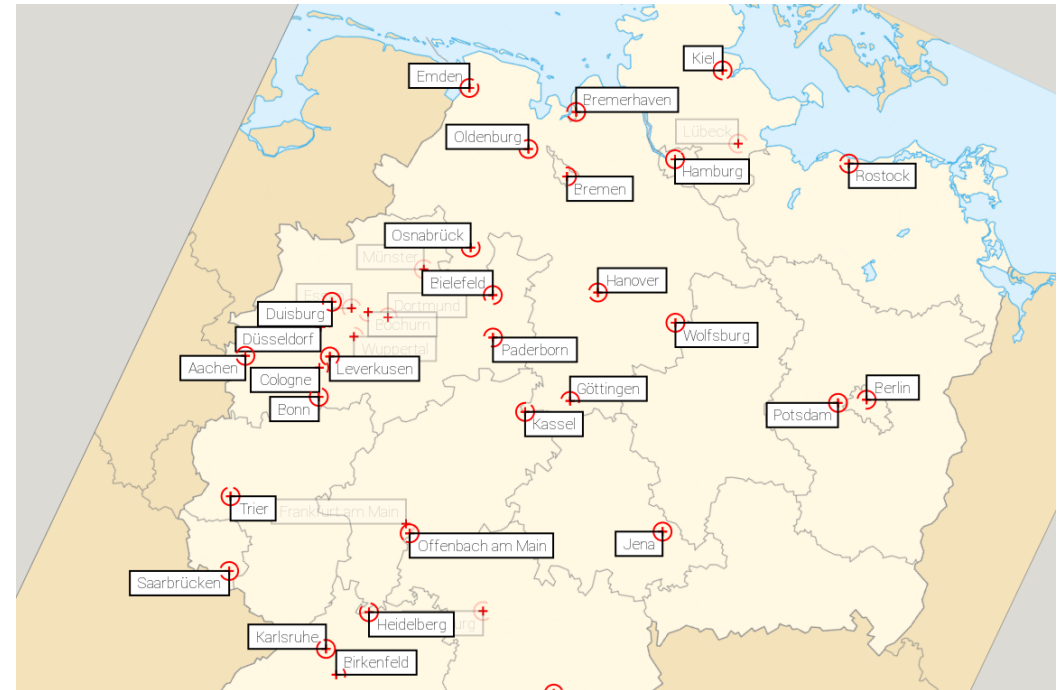 Kiel
Emden
Bremerhaven
Lübeck
Oldenburg
Hamburg
Rostock
Bremen
Osnabrück
Münster
Bielefeld
Hanover
Dortmund
Duisburg
Bochum
Düsseldorf
Wolfsburg
Paderborn
Wuppertal
Aachen
Leverkusen
Cologne
Göttingen
Berlin
Bonn
Potsdam
Kassel
Trier
Frankfurt am Main
Offenbach am Main
Jena
Saarbrücken
Heidelberg
Karlsruhe
Birkenfeld